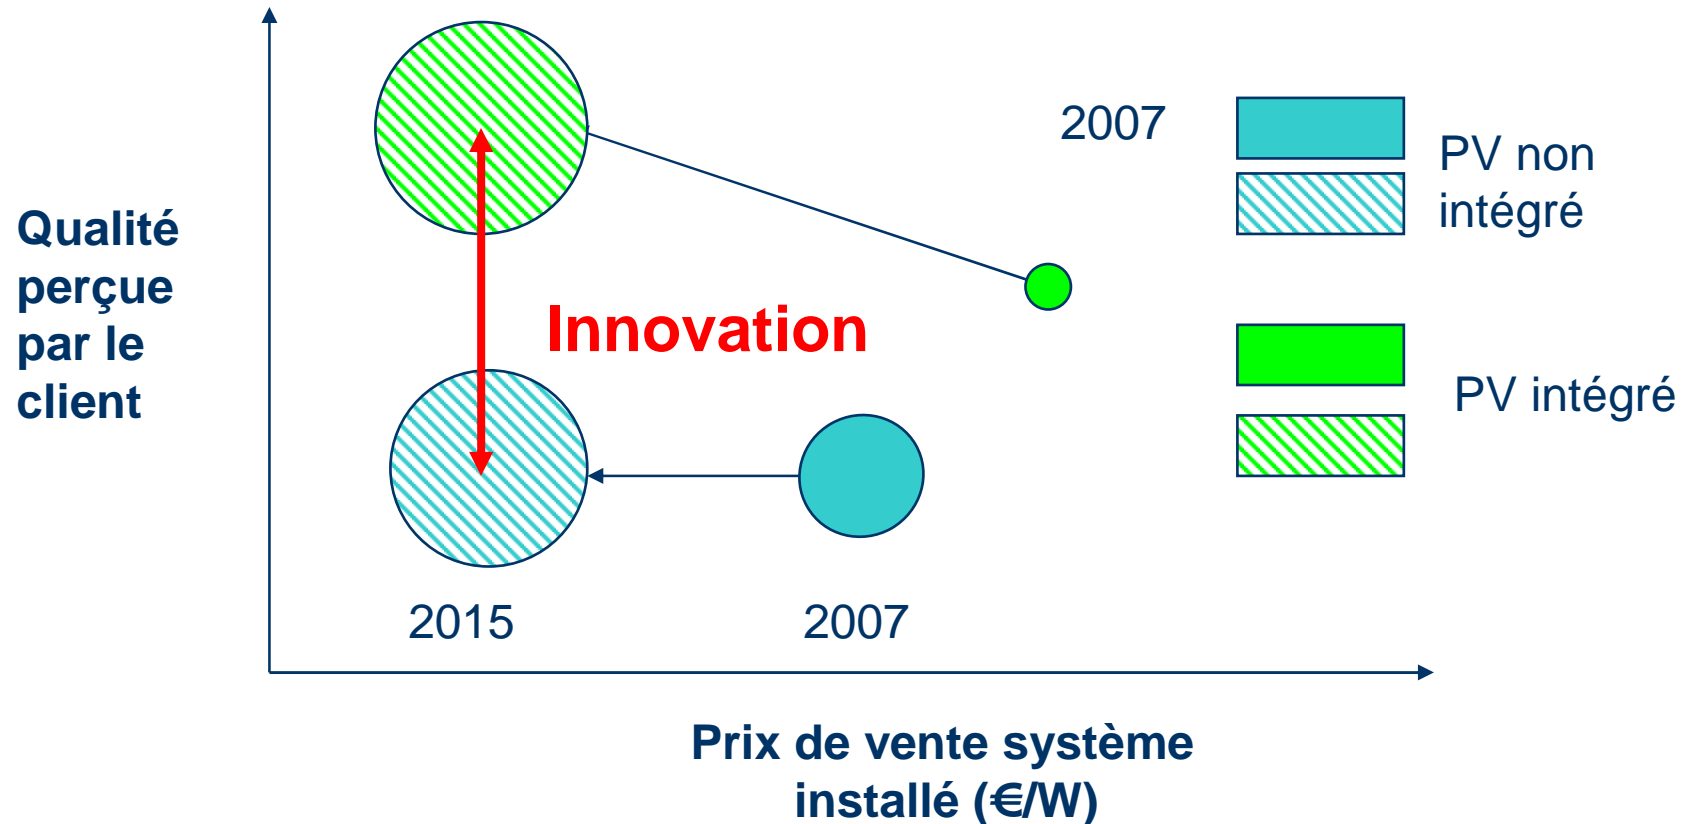 Qualité
perçue
par le
client
Innovation
2015
2007
2007
PV non
intégré
PV intégré
Prix de vente système
installé (€/W)